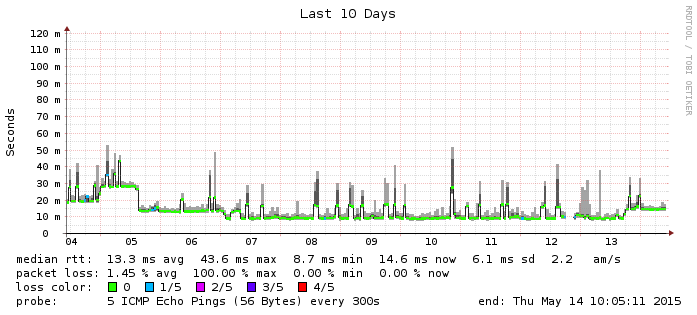 Last 10 Days
RRDTOOL / TOBI OETIKER
Seconds
120 m
110 m
100 m
90 m
80 m
70 m
60 m
50 m
40 m
30 m
20 m
10 m
0
04 05 06 07 08 09 10 11 12 13
median rtt: 13.3 ms avg 43.6 ms max 8.7 ms min 14.6 ms now 6.1 ms sd 2.2 am/s
packet loss: 1.45 % avg 100.00 % max 0.00 % min 0.00 % now
loss color: 0 1/5 2/5 3/5 4/5
probe: 5 ICMP Echo Pings (56 Bytes) every 300s end: Thu May 14 10:05:11 2015